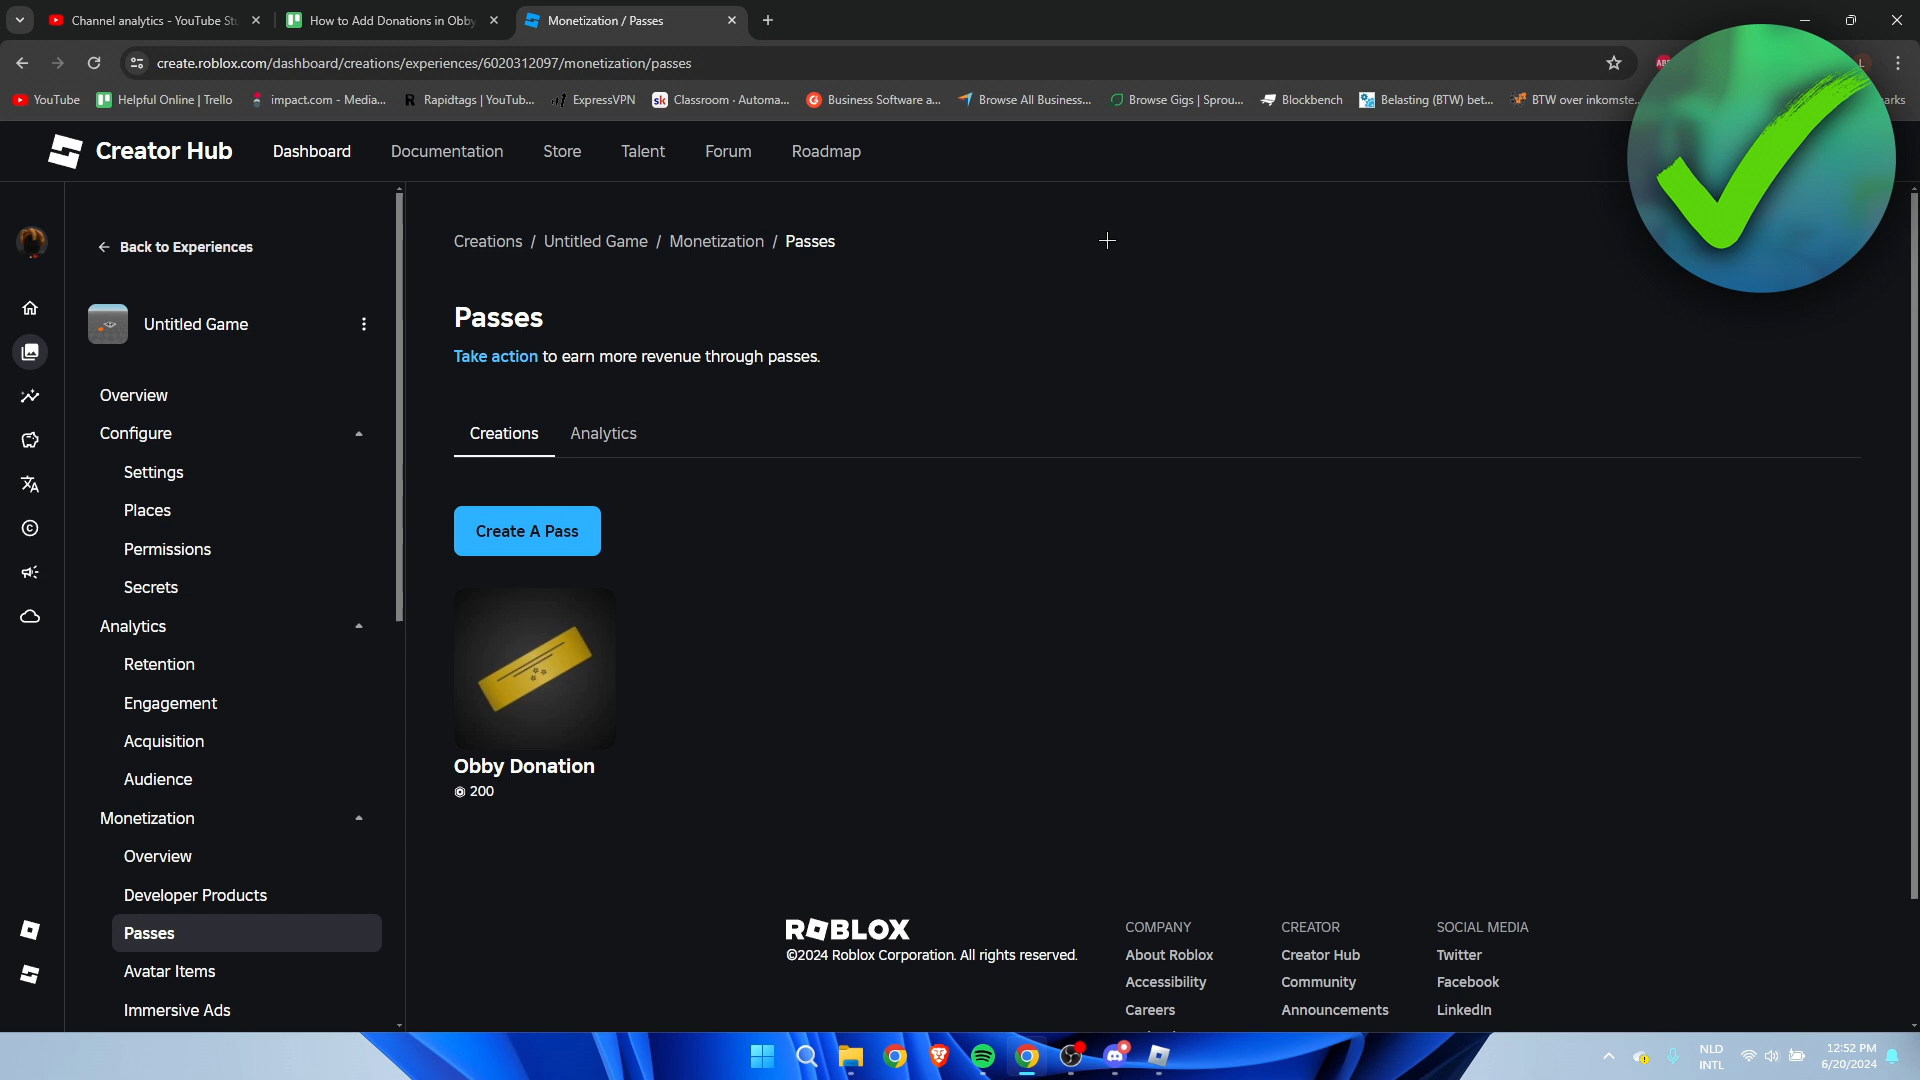 Channel analytics - YouTube Stu
How to Add Donations in Obby
Monetization / Passes
create.roblox.com/dashboard/creations/experiences/6020312097/monetization/passes
YouTube
Helpful Online | Trello
impact.com - Media...
Rapidtags | YouTub...
ExpressVPN
Classroom - Automa...
Business Software a...
Browse All Business...
Browse Gigs | Sprou...
Blockbench
Belasting (BTW) bet...
BTW over inkomste...
Creator Hub
Dashboard
Documentation
Store
Talent
Forum
Roadmap
Back to Experiences
Untitled Game
Overview
Configure
Settings
Places
Permissions
Secrets
Analytics
Retention
Engagement
Acquisition
Audience
Monetization
Overview
Developer Products
Passes
Avatar Items
Immersive Ads
Creations / Untitled Game / Monetization / Passes
Passes
Take action to earn more revenue through passes.
Creations
Analytics
Create A Pass
Obby Donation
200
ROBLOX
©2024 Roblox Corporation. All rights reserved.
COMPANY
About Roblox
Accessibility
Careers
CREATOR
Creator Hub
Community
Announcements
SOCIAL MEDIA
Twitter
Facebook
LinkedIn
NLD
INTL
12:52 PM
6/20/2024